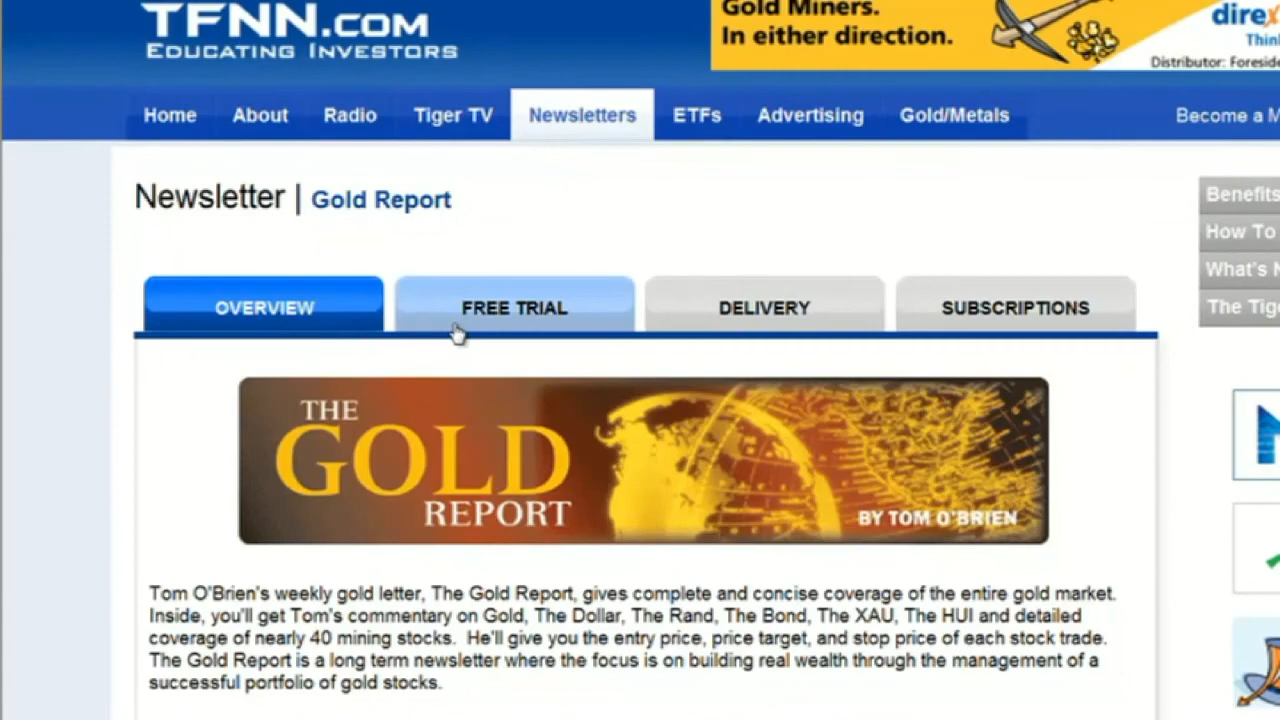 TFNN.COM
EDUCATING INVESTORS
Gold Miners.
In either direction.
Distributor:
Home About Radio Tiger TV Newsletters ETFs Advertising Gold/Metals Become a
Newsletter | Gold Report
Benefits
How To
What's
The
OVERVIEW FREE TRIAL DELIVERY SUBSCRIPTIONS
THE
GOLD
REPORT
BY TOM O'BRIEN
Tom O'Brien's weekly gold letter, The Gold Report, gives complete and concise coverage of the entire gold market.
Inside, you'll get Tom's commentary on Gold, The Dollar, The Rand, The Bond, The XAU, The HUI and detailed
coverage of nearly 40 mining stocks. He'll give you the entry price, price target, and stop price of each stock trade.
The Gold Report is a long term newsletter where the focus is on building real wealth through the management of a
successful portfolio of gold stocks.